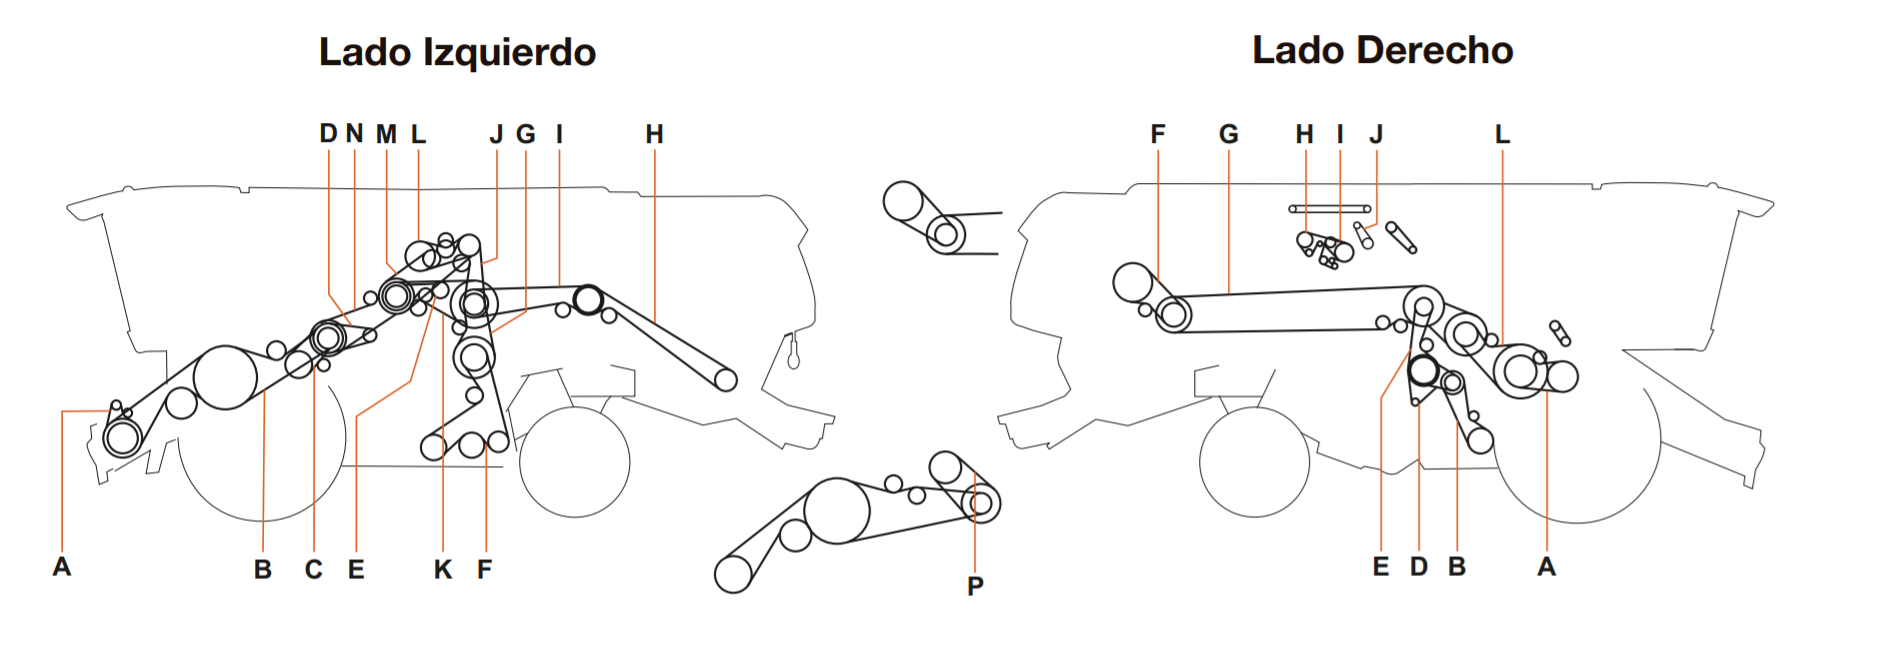 Lado Izquierdo
Lado Derecho
D N M L J G I H
F G H I J L
A B C E K F
P
E D B A